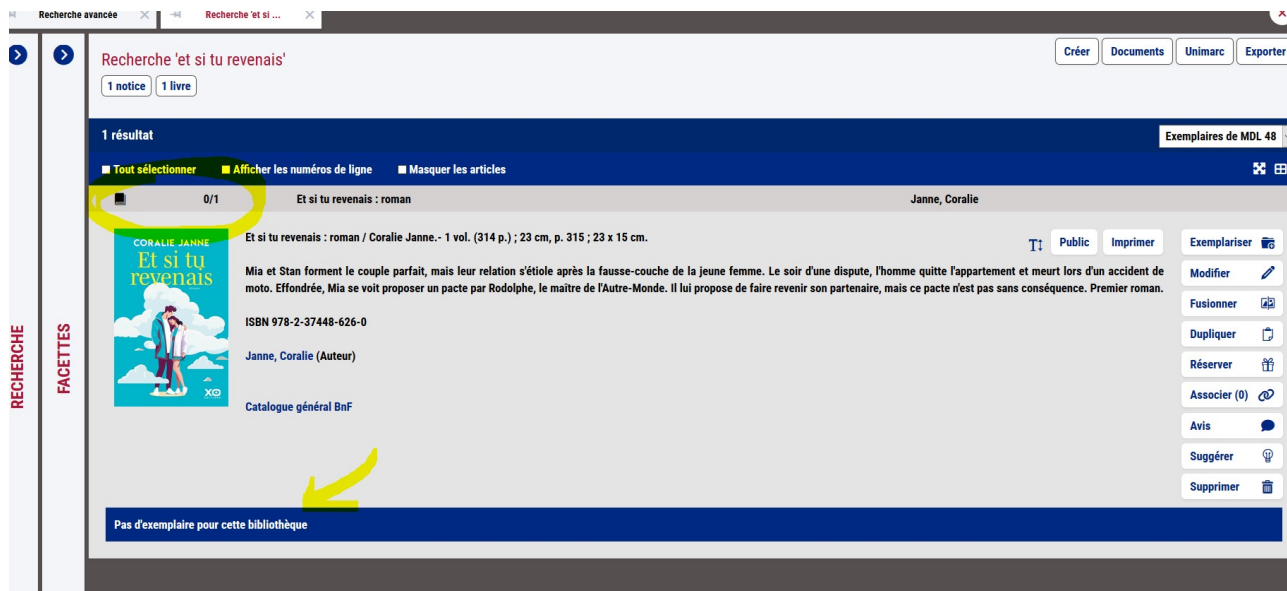 Recherche avancée
Recherche 'et si ...
Recherche 'et si tu revenais'
Créer
Documents
Unimarc
Exporter
1 notice
1 livre
1 résultat
Exemplaires de MDL 48
Tout sélectionner
Afficher les numéros de ligne
Masquer les articles
0/1
Et si tu revenais : roman
Janne, Coralie
CORALIE JANNE
Et si tu
revenais
XO
Et si tu revenais : roman / Coralie Janne.- 1 vol. (314 p.) ; 23 cm, p. 315 ; 23 x 15 cm.
Public
Imprimer
Mia et Stan forment le couple parfait, mais leur relation s'étiole après la fausse-couche de la jeune femme. Le soir d'une dispute, l'homme quitte l'appartement et meurt lors d'un accident de
moto. Effondrée, Mia se voit proposer un pacte par Rodolphe, le maître de l'Autre-Monde. Il lui propose de faire revenir son partenaire, mais ce pacte n'est pas sans conséquence. Premier roman.
ISBN 978-2-37448-626-0
Janne, Coralie (Auteur)
Catalogue général BnF
Exemplariser
Modifier
Fusionner
Dupliquer
Réserver
Associer (0)
Avis
Suggérer
Supprimer
RECHERCHE
FACETTES
Pas d'exemplaire pour cette bibliothèque